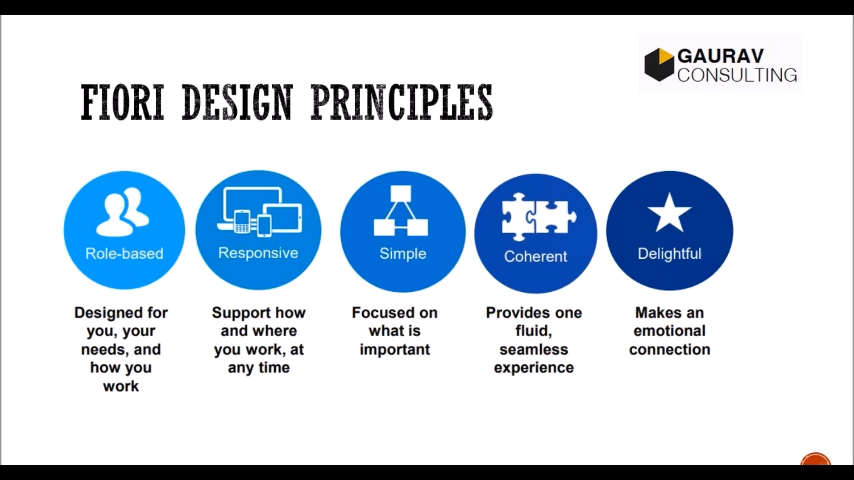 GAURAV
CONSULTING
FIORI DESIGN PRINCIPLES
Role-based
Designed for
you, your
needs, and
how you
work
Responsive
Support how
and where
you work, at
any time
Simple
Focused on
what is
important
Coherent
Provides one
fluid,
seamless
experience
Delightful
Makes an
emotional
connection